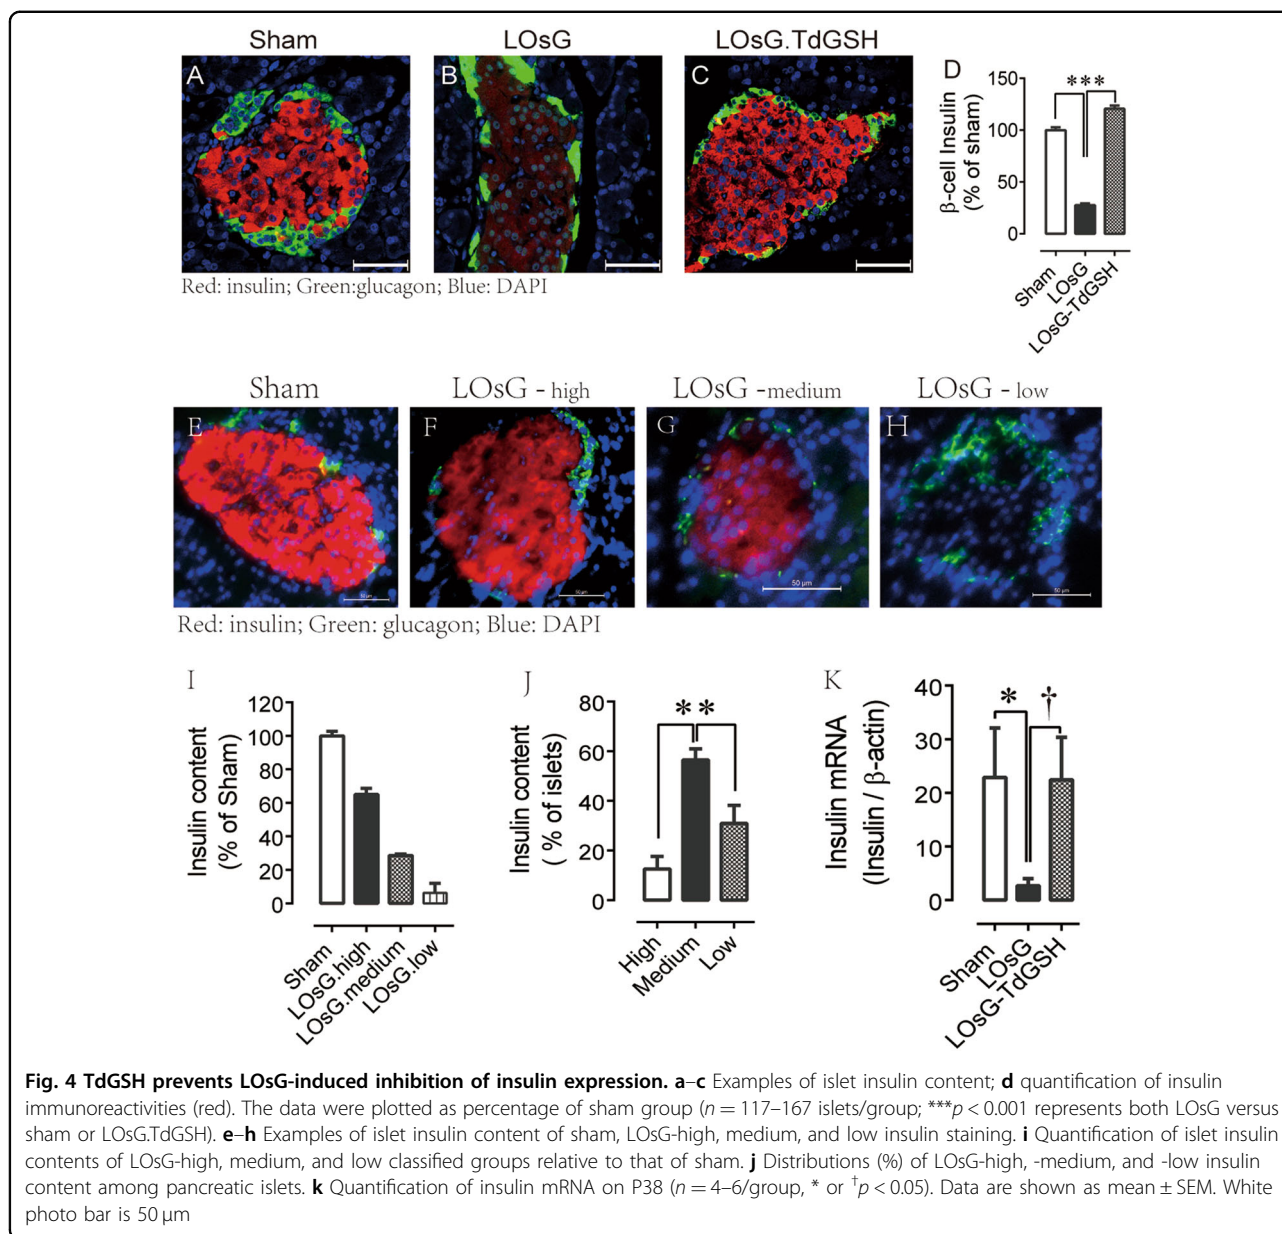 Sham
LOsG
LOsG.TdGSH
A
B
C
Red: insulin; Green:glucagon; Blue: DAPI
D
β-cell Insulin
(% of sham)
150
100
50
0
***
Sham
LOsG
LOsG-TdGSH
Sham
LOsG - high
LOsG -medium
LOsG - low
E
F
G
H
50 µm
50 µm
50 µm
50 µm
Red: insulin; Green: glucagon; Blue: DAPI
I
Insulin content
(% of Sham)
120
100
80
60
40
20
0
Sham
LOsG.high
LOsG.medium
LOsG.low
J
Insulin content
( % of islets)
80
60
40
20
0
**
High
Medium
Low
K
Insulin mRNA
(Insulin / β-actin)
40
30
20
10
0
*
†
Sham
LOsG
LOsG-TdGSH
Fig. 4 TdGSH prevents LOsG-induced inhibition of insulin expression. a–c Examples of islet insulin content; d quantification of insulin
immunoreactivities (red). The data were plotted as percentage of sham group (n = 117–167 islets/group; ***p < 0.001 represents both LOsG versus
sham or LOsG.TdGSH). e–h Examples of islet insulin content of sham, LOsG-high, medium, and low insulin staining. i Quantification of islet insulin
contents of LOsG-high, medium, and low classified groups relative to that of sham. j Distributions (%) of LOsG-high, -medium, and -low insulin
content among pancreatic islets. k Quantification of insulin mRNA on P38 (n = 4–6/group, * or †p < 0.05). Data are shown as mean ± SEM. White
photo bar is 50 µm